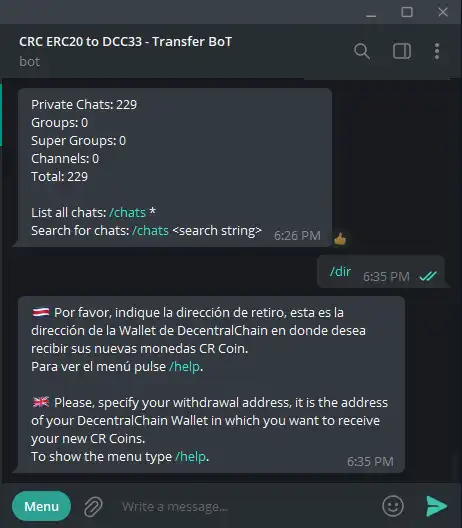 CRC ERC20 to DCC33 - Transfer BoT
bot
Private Chats: 229
Groups: 0
Super Groups: 0
Channels: 0
Total: 229
List all chats: /chats *
Search for chats: /chats <search string>
6:26 PM
/dir
6:35 PM
Por favor, indique la dirección de retiro, esta es la
dirección de la Wallet de DecentralChain en donde desea
recibir sus nuevas monedas CR Coin.
Para ver el menú pulse /help.
Please, specify your withdrawal address, it is the address
of your DecentralChain Wallet in which you want to receive
your new CR Coins.
To show the menu type /help.
6:35 PM
Menu
Write a message...